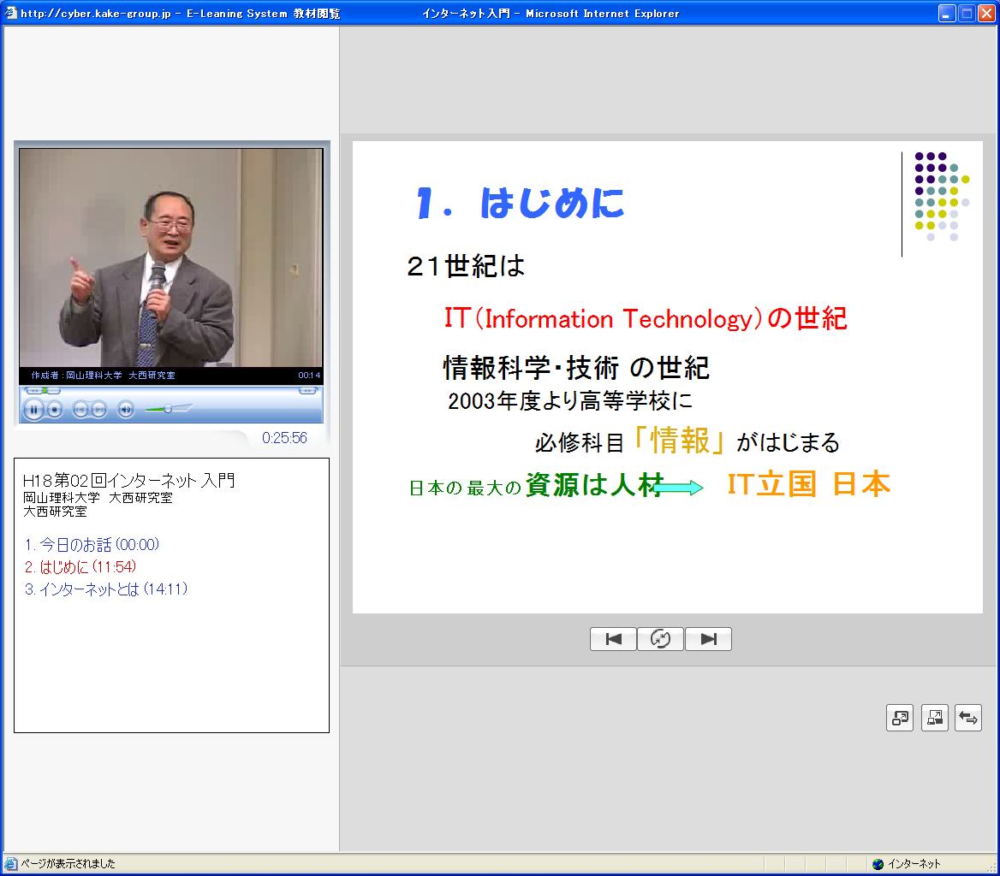 http://cyber.kake-group.jp - E-Leaning System 教材閲覧 インターネット入門 - Microsoft Internet Explorer
作成者：岡山理科大学 大西研究室 00:14
0:25:56
H18第02回インターネット入門
岡山理科大学 大西研究室
大西研究室
1. 今日のお話 (00:00)
2. はじめに (11:54)
3. インターネットとは (14:11)
1. はじめに
21世紀は
IT（Information Technology）の世紀
情報科学・技術 の世紀
2003年度より高等学校に
必修科目「情報」がはじまる
日本の最大の資源は人材 IT立国 日本
ページが表示されました インターネット